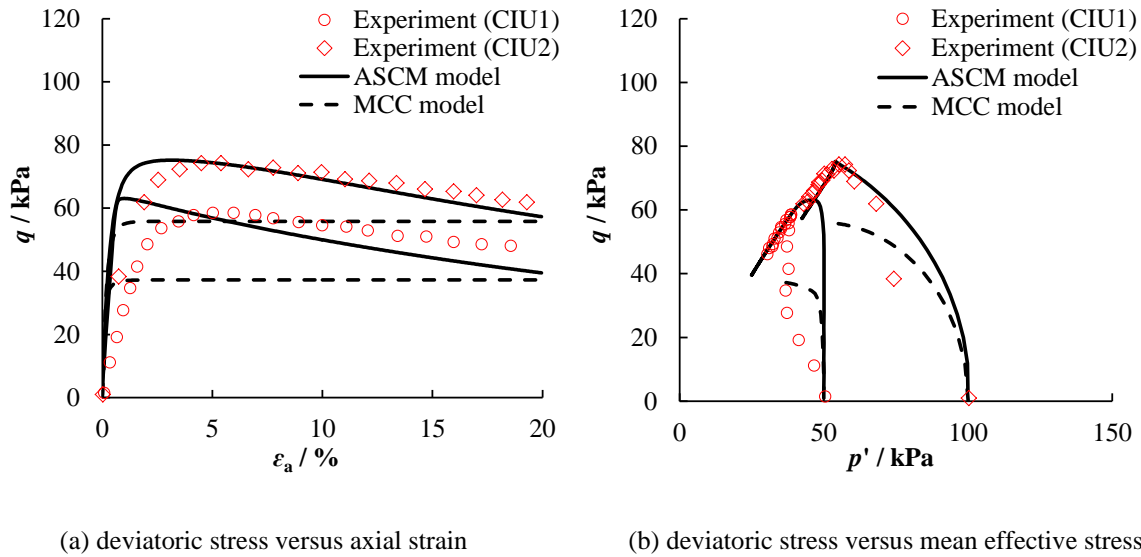 120
100
80
60
40
20
0
q / kPa
0
5
10
15
20
εa / %
Experiment (CIU1)
Experiment (CIU2)
ASCM model
MCC model
(a) deviatoric stress versus axial strain
120
100
80
60
40
20
0
q / kPa
0
50
100
150
p' / kPa
Experiment (CIU1)
Experiment (CIU2)
ASCM model
MCC model
(b) deviatoric stress versus mean effective stress